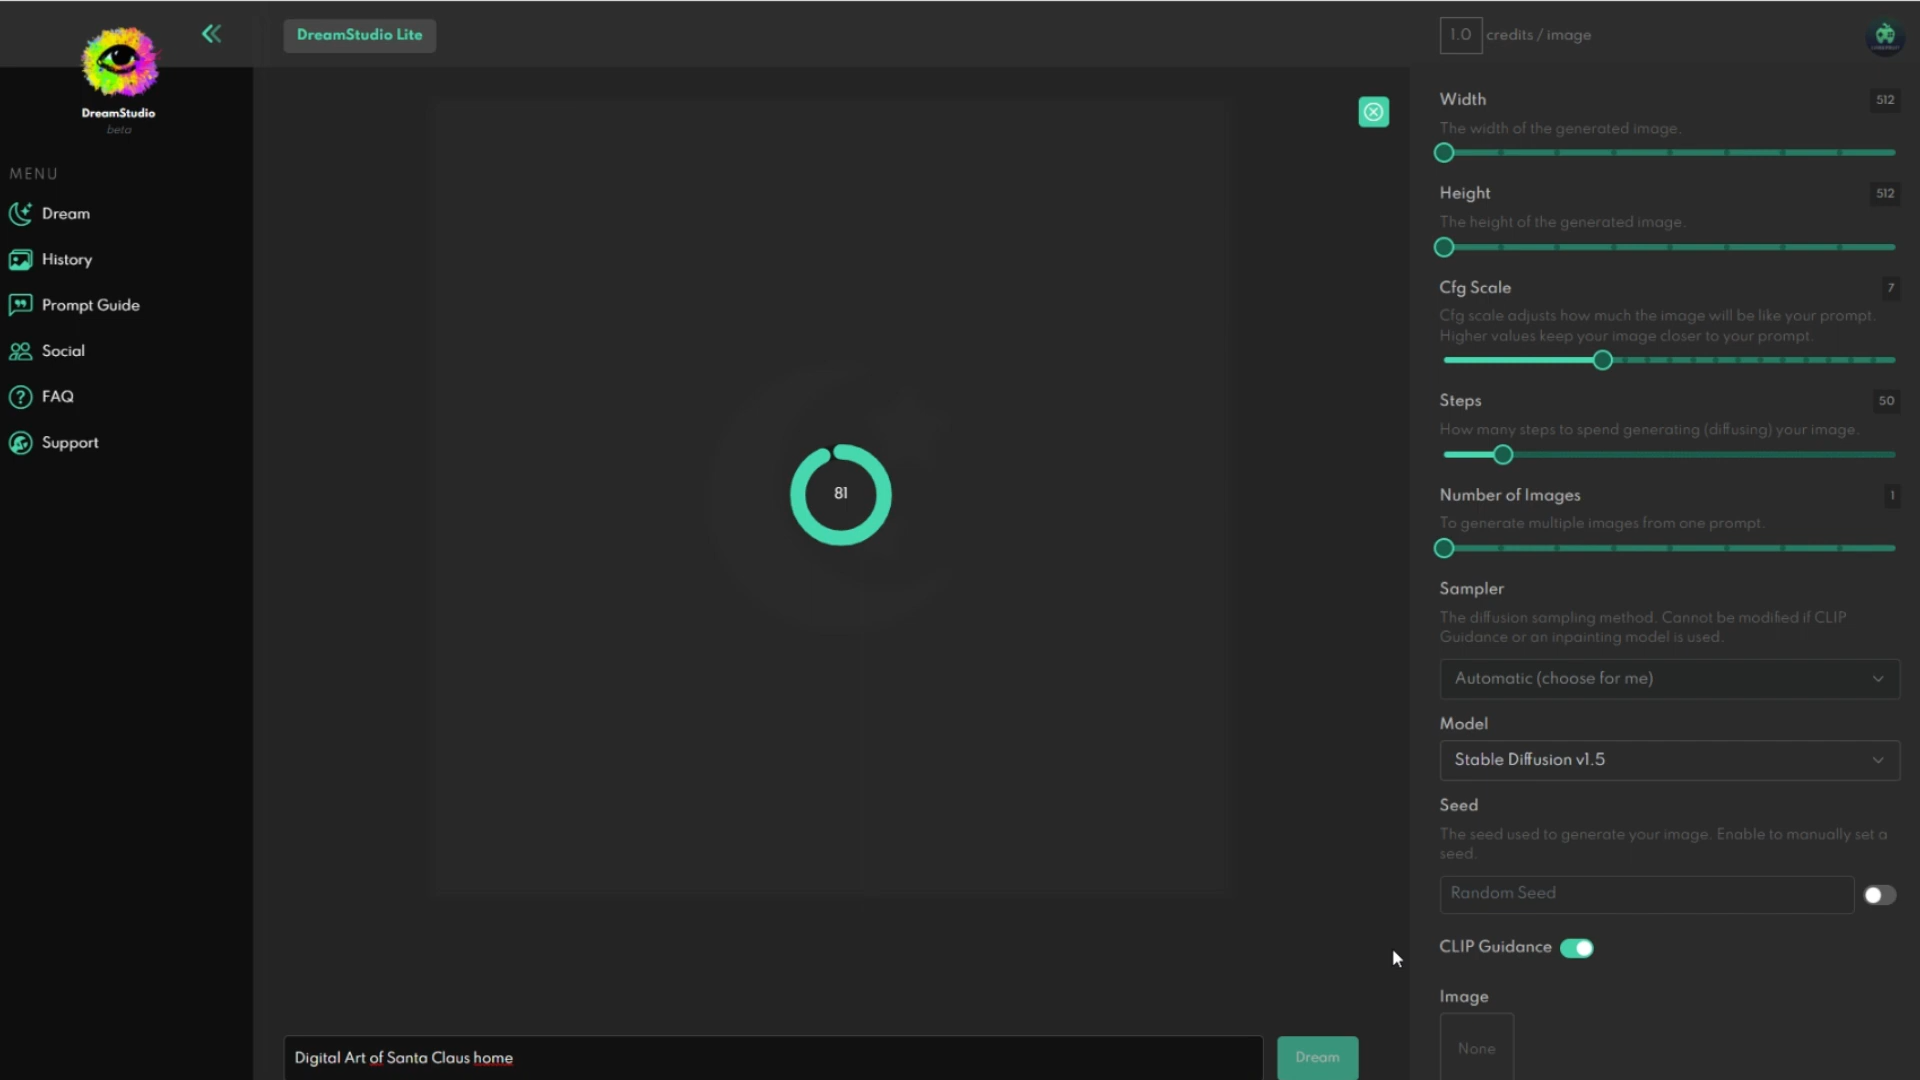 DreamStudio
beta
MENU
Dream
History
Prompt Guide
Social
FAQ
Support
DreamStudio Lite
81
Digital Art of Santa Claus home
Dream
1.0 credits / image
Width 512
The width of the generated image.
Height 512
The height of the generated image.
Cfg Scale 7
Cfg scale adjusts how much the image will be like your prompt.
Higher values keep your image closer to your prompt.
Steps 50
How many steps to spend generating (diffusing) your image.
Number of Images 1
To generate multiple images from one prompt.
Sampler
The diffusion sampling method. Cannot be modified if CLIP
Guidance or an inpainting model is used.
Automatic (choose for me)
Model
Stable Diffusion v1.5
Seed
The seed used to generate your image. Enable to manually set a
seed.
Random Seed
CLIP Guidance
Image
None